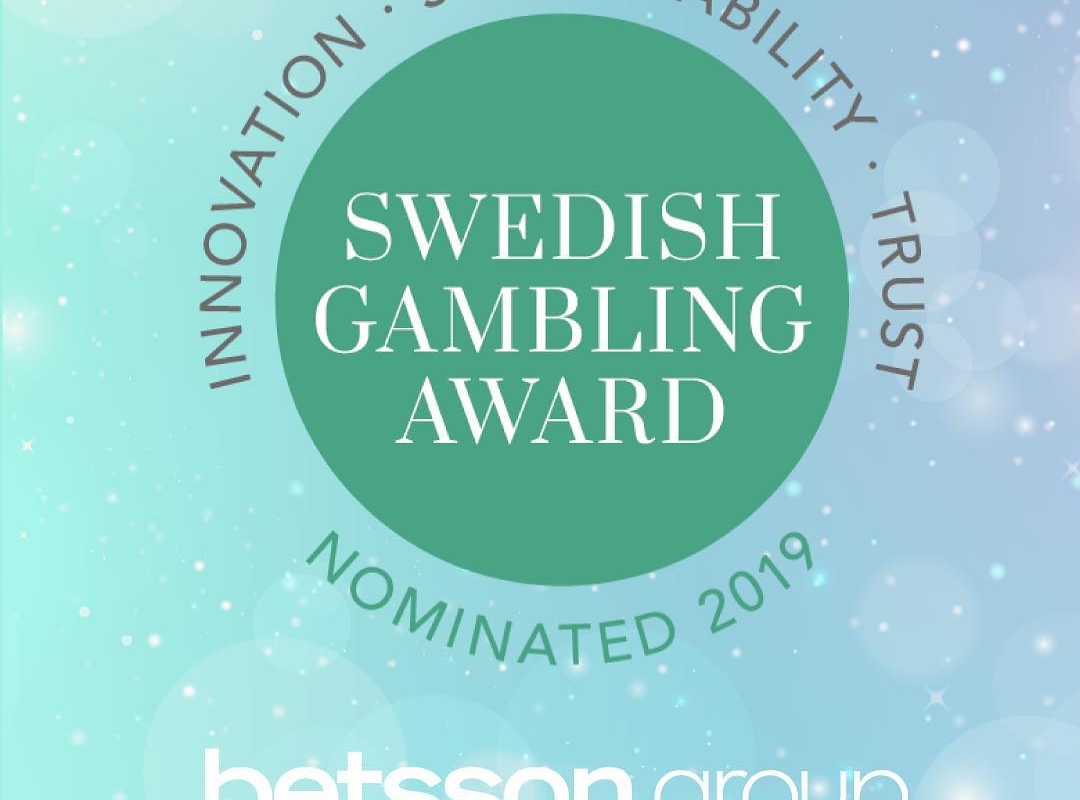 INNOVATION · TRUST
SWEDISH
GAMBLING
AWARD
NOMINATED 2019
betsson group